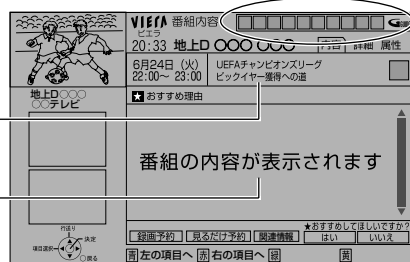 VIErA 番組内容
ビエラ
20:33 地上D○○○ ○○○ 内容 詳細 属性
6月24日 (火) UEFAチャンピオンズリーグ
22:00~ 23:00 ビックイヤー獲得への道
地上D○○○
○○テレビ
★おすすめ理由
番組の内容が表示されます
★おすすめしてほしいですか?
録画予約 見るだけ予約 関連情報 はい いいえ
行送り
決定
項目選択
戻る
青 左の項目へ 赤 右の項目へ 緑 黄